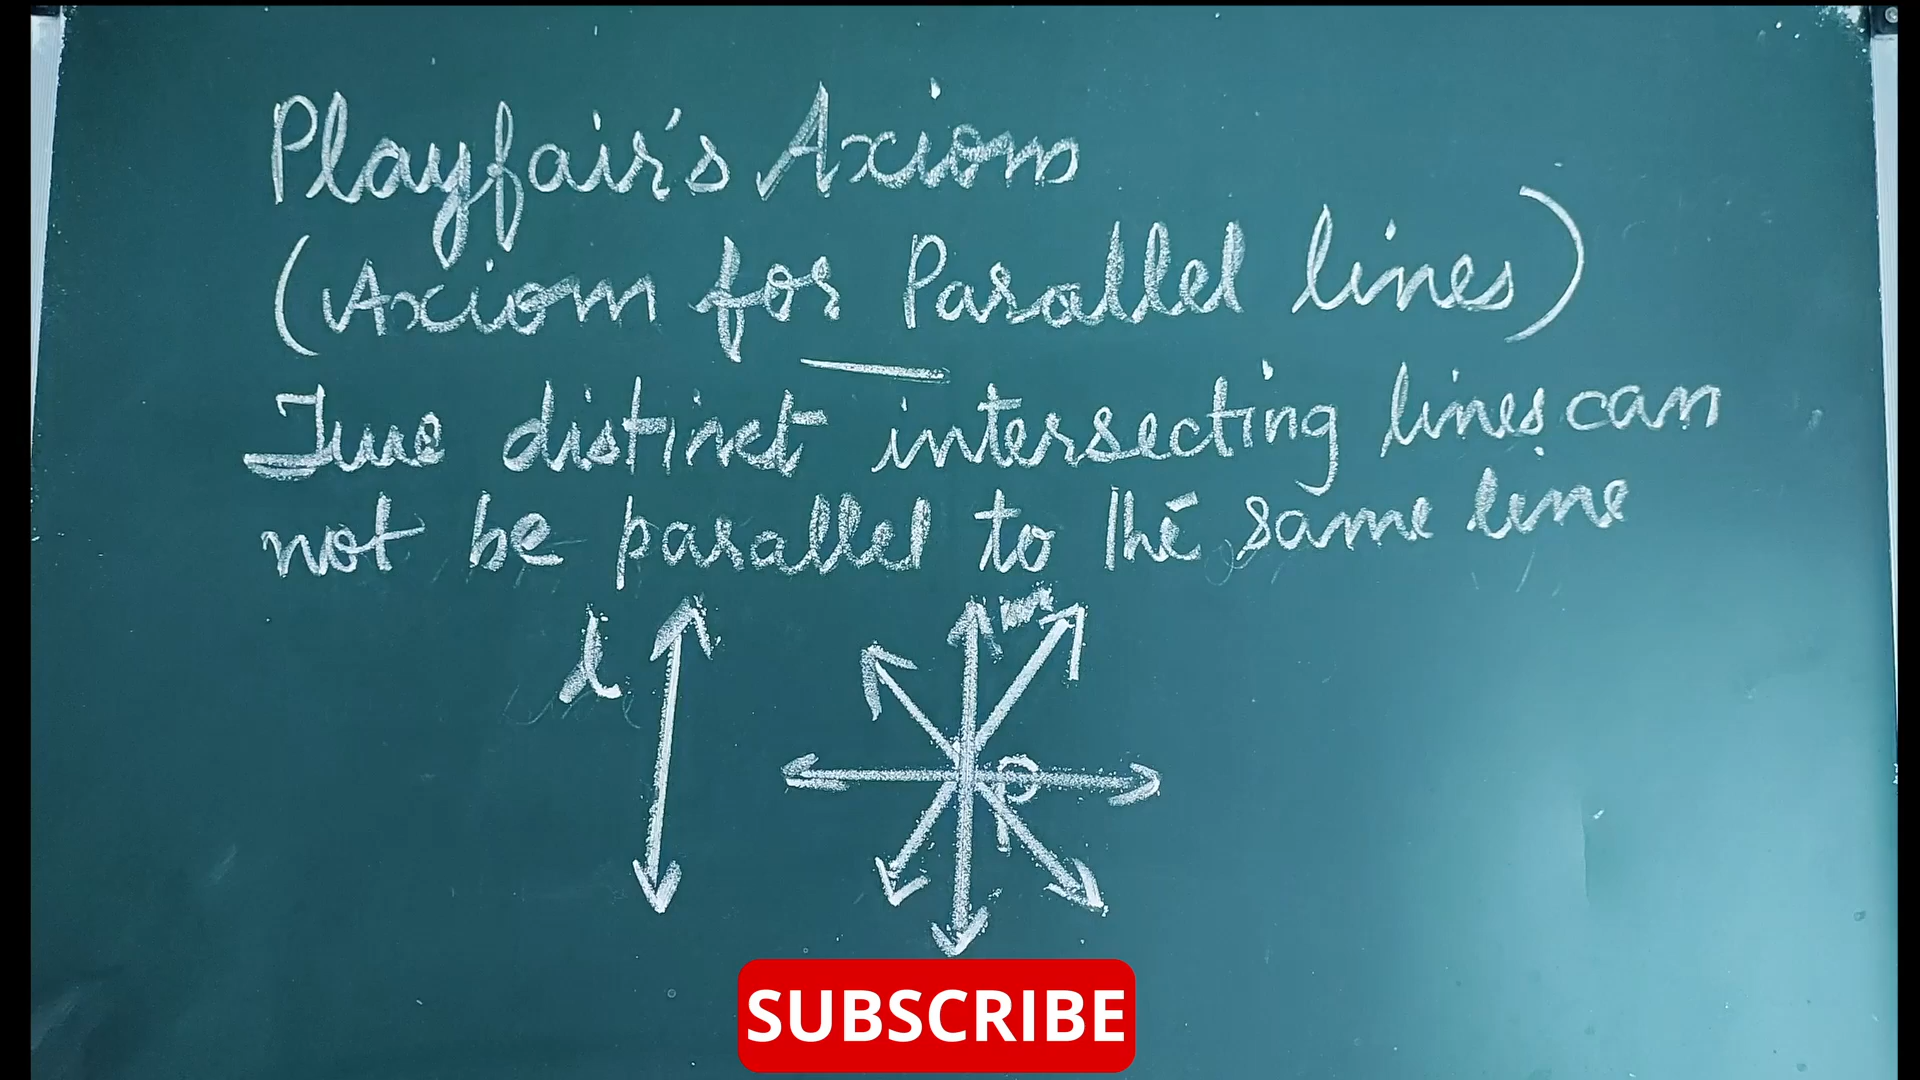 Playfair's Axiom
(Axiom for Parallel lines)
Two distinct intersecting lines can
not be parallel to the same line
l
m
P
SUBSCRIBE